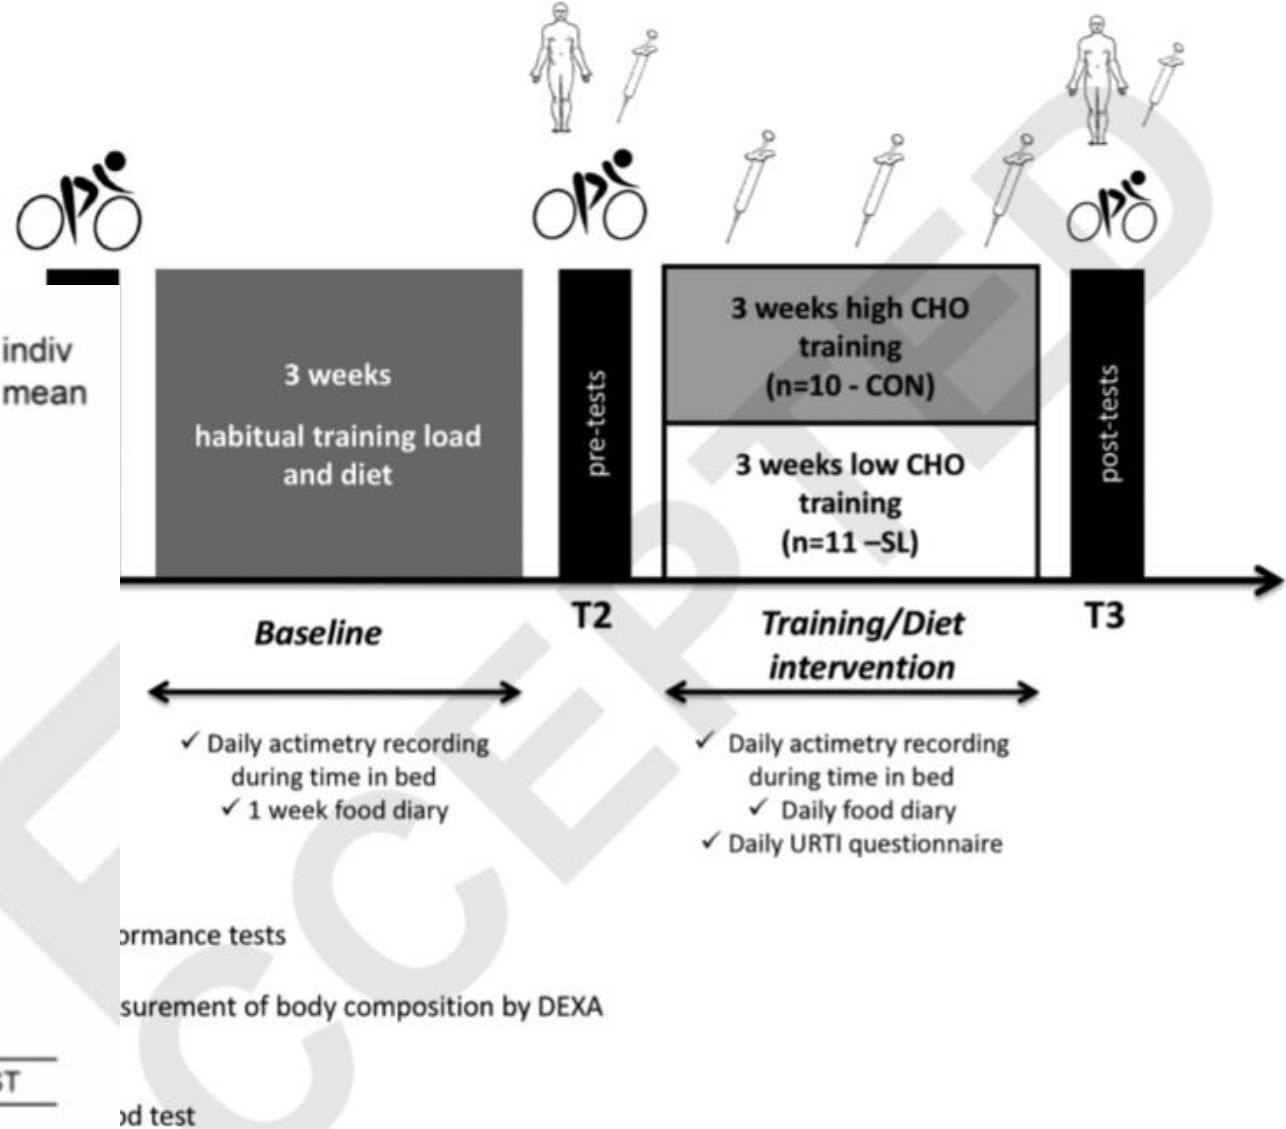 indiv
mean
3 weeks
habitual training load
and diet
pre-tests
3 weeks high CHO
training
(n=10 - CON)
3 weeks low CHO
training
(n=11 –SL)
post-tests
Baseline
T2
Training/Diet
intervention
T3
✓ Daily actimetry recording
during time in bed
✓ 1 week food diary
✓ Daily actimetry recording
during time in bed
✓ Daily food diary
✓ Daily URTI questionnaire
ormance tests
surement of body composition by DEXA
ST
od test
CCEPTED